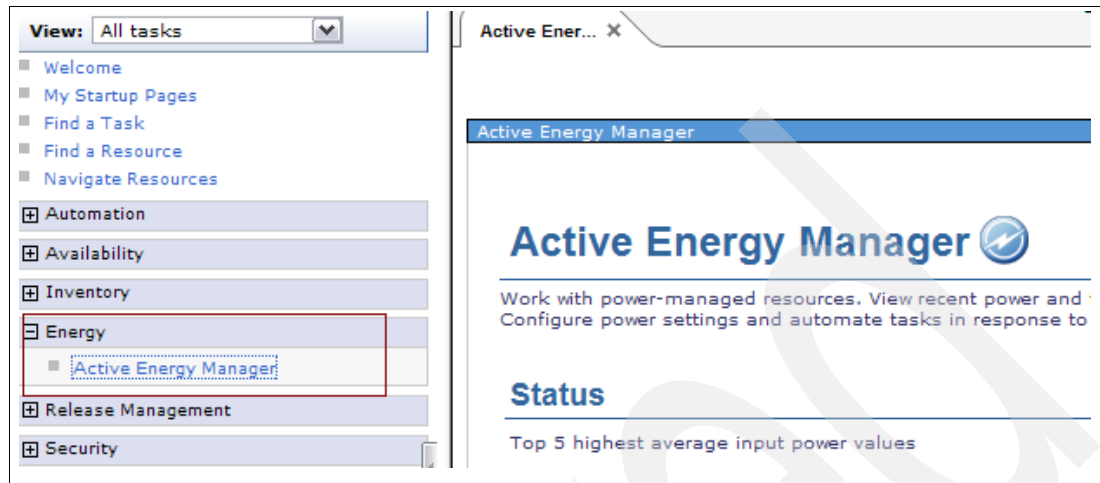 View: All tasks
Welcome
My Startup Pages
Find a Task
Find a Resource
Navigate Resources
Automation
Availability
Inventory
Energy
Active Energy Manager
Release Management
Security
Active Ener...
Active Energy Manager
Active Energy Manager
Work with power-managed resources. View recent power and
Configure power settings and automate tasks in response to
Status
Top 5 highest average input power values